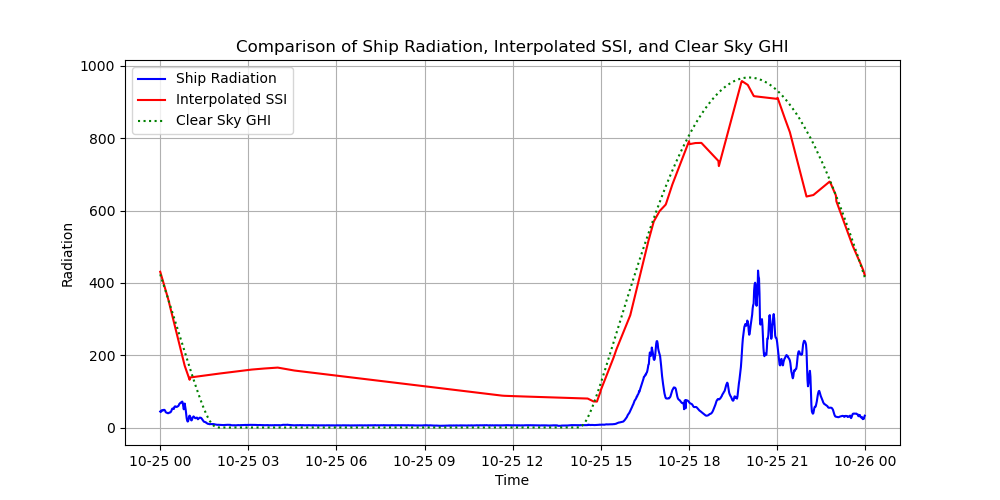 Comparison of Ship Radiation, Interpolated SSI, and Clear Sky GHI
Ship Radiation
Interpolated SSI
Clear Sky GHI
Radiation
1000
800
600
400
200
0
10-25 00 10-25 03 10-25 06 10-25 09 10-25 12 10-25 15 10-25 18 10-25 21 10-26 00
Time